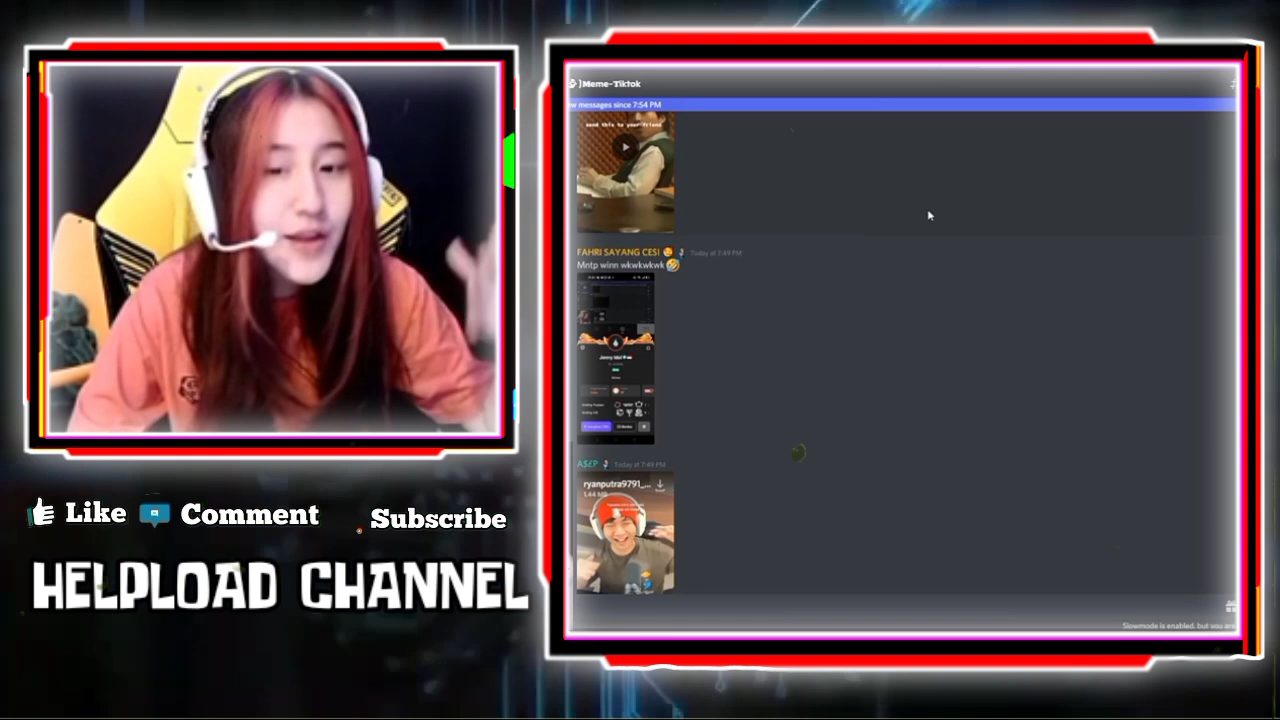 ]Meme-Tiktok
w messages since 7:54 PM
send this to your friend
FAHRI SAYANG CESI
Today at 7:49 PM
Mntp winn wkwkwkwk
ASEP
Today at 7:49 PM
ryanputra9791_...
1.44 MB
Slowmode is enabled, but you are
Like
Comment
Subscribe
HELPLOAD CHANNEL